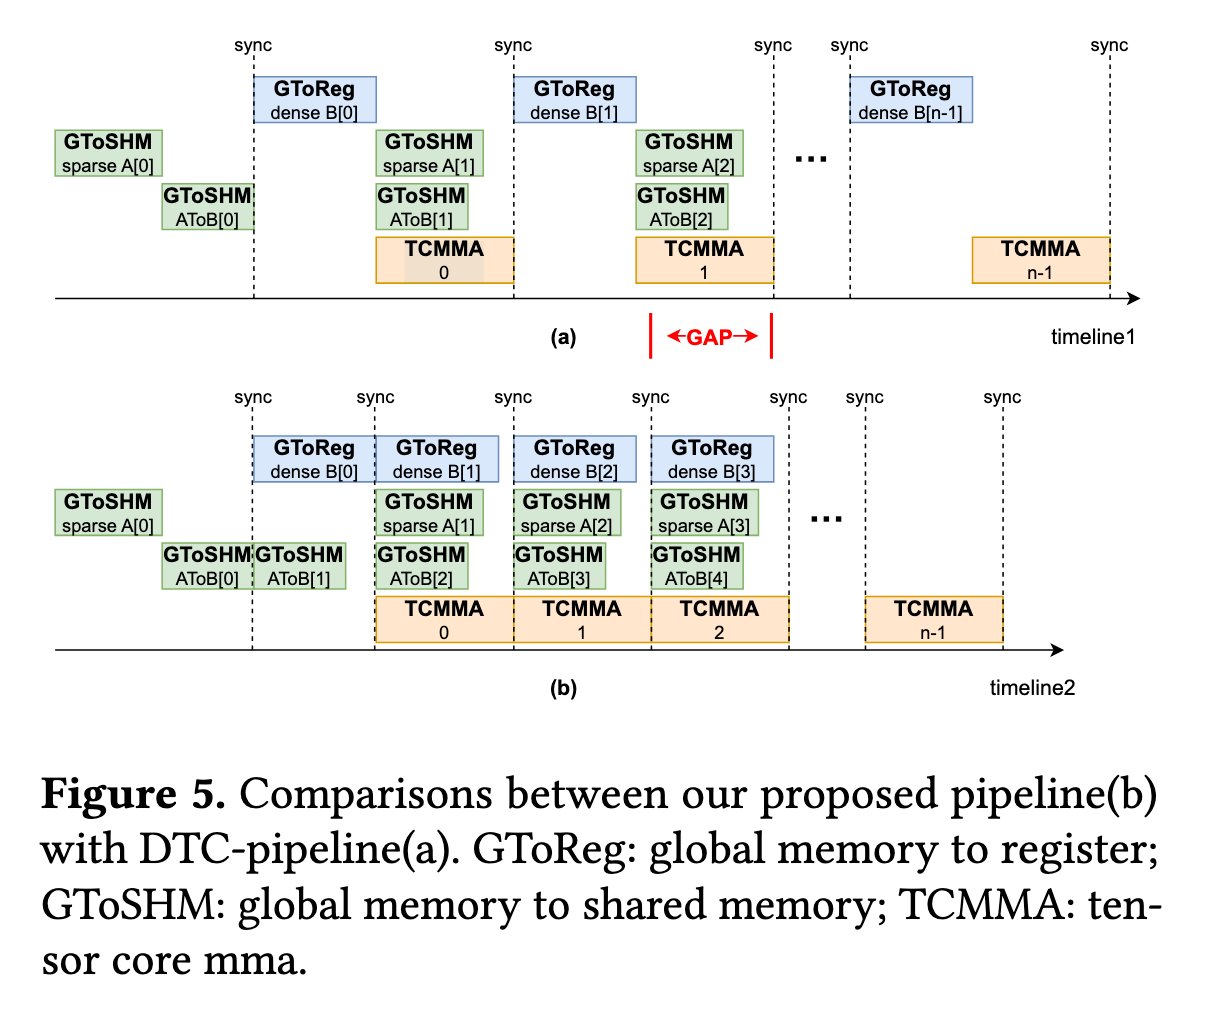 sync sync sync sync sync
GToReg GToReg GToReg
dense B[0] dense B[1] dense B[n-1]
GToSHM GToSHM GToSHM
sparse A[0] sparse A[1] sparse A[2] ...
GToSHM GToSHM GToSHM
AToB[0] AToB[1] AToB[2]
TCMMA TCMMA TCMMA
0 1 n-1
(a) GAP timeline1
sync sync sync sync sync sync sync
GToReg GToReg GToReg GToReg
dense B[0] dense B[1] dense B[2] dense B[3]
GToSHM GToSHM GToSHM GToSHM
sparse A[0] sparse A[1] sparse A[2] sparse A[3] ...
GToSHM GToSHM GToSHM GToSHM GToSHM
AToB[0] AToB[1] AToB[2] AToB[3] AToB[4]
TCMMA TCMMA TCMMA TCMMA
0 1 2 n-1
(b) timeline2
Figure 5. Comparisons between our proposed pipeline(b)
with DTC-pipeline(a). GToReg: global memory to register;
GToSHM: global memory to shared memory; TCMMA: ten-
sor core mma.